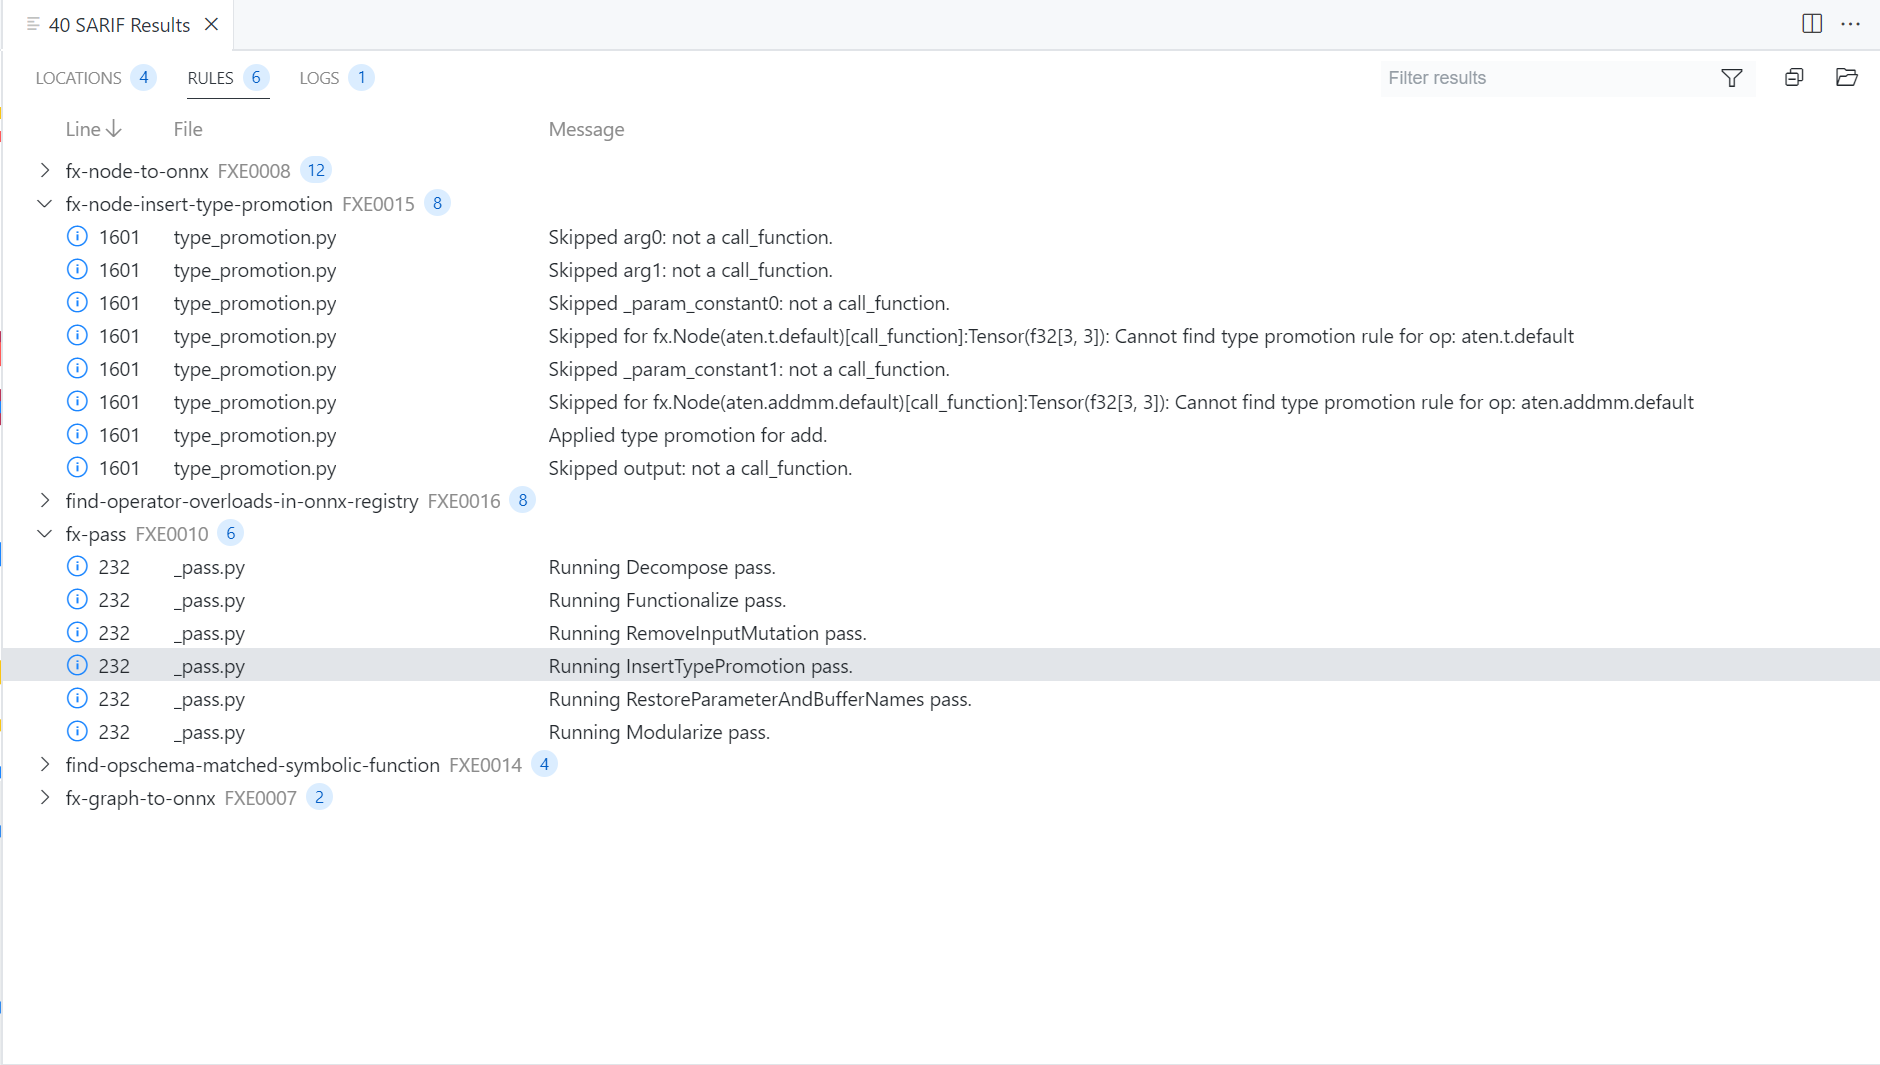 40 SARIF Results
LOCATIONS 4 RULES 6 LOGS 1 Filter results
Line File Message
fx-node-to-onnx FXE0008 12
fx-node-insert-type-promotion FXE0015 8
1601 type_promotion.py Skipped arg0: not a call_function.
1601 type_promotion.py Skipped arg1: not a call_function.
1601 type_promotion.py Skipped _param_constant0: not a call_function.
1601 type_promotion.py Skipped for fx.Node(aten.t.default)[call_function]:Tensor(f32[3, 3]): Cannot find type promotion rule for op: aten.t.default
1601 type_promotion.py Skipped _param_constant1: not a call_function.
1601 type_promotion.py Skipped for fx.Node(aten.addmm.default)[call_function]:Tensor(f32[3, 3]): Cannot find type promotion rule for op: aten.addmm.default
1601 type_promotion.py Applied type promotion for add.
1601 type_promotion.py Skipped output: not a call_function.
find-operator-overloads-in-onnx-registry FXE0016 8
fx-pass FXE0010 6
232 _pass.py Running Decompose pass.
232 _pass.py Running Functionalize pass.
232 _pass.py Running RemoveInputMutation pass.
232 _pass.py Running InsertTypePromotion pass.
232 _pass.py Running RestoreParameterAndBufferNames pass.
232 _pass.py Running Modularize pass.
find-opschema-matched-symbolic-function FXE0014 4
fx-graph-to-onnx FXE0007 2